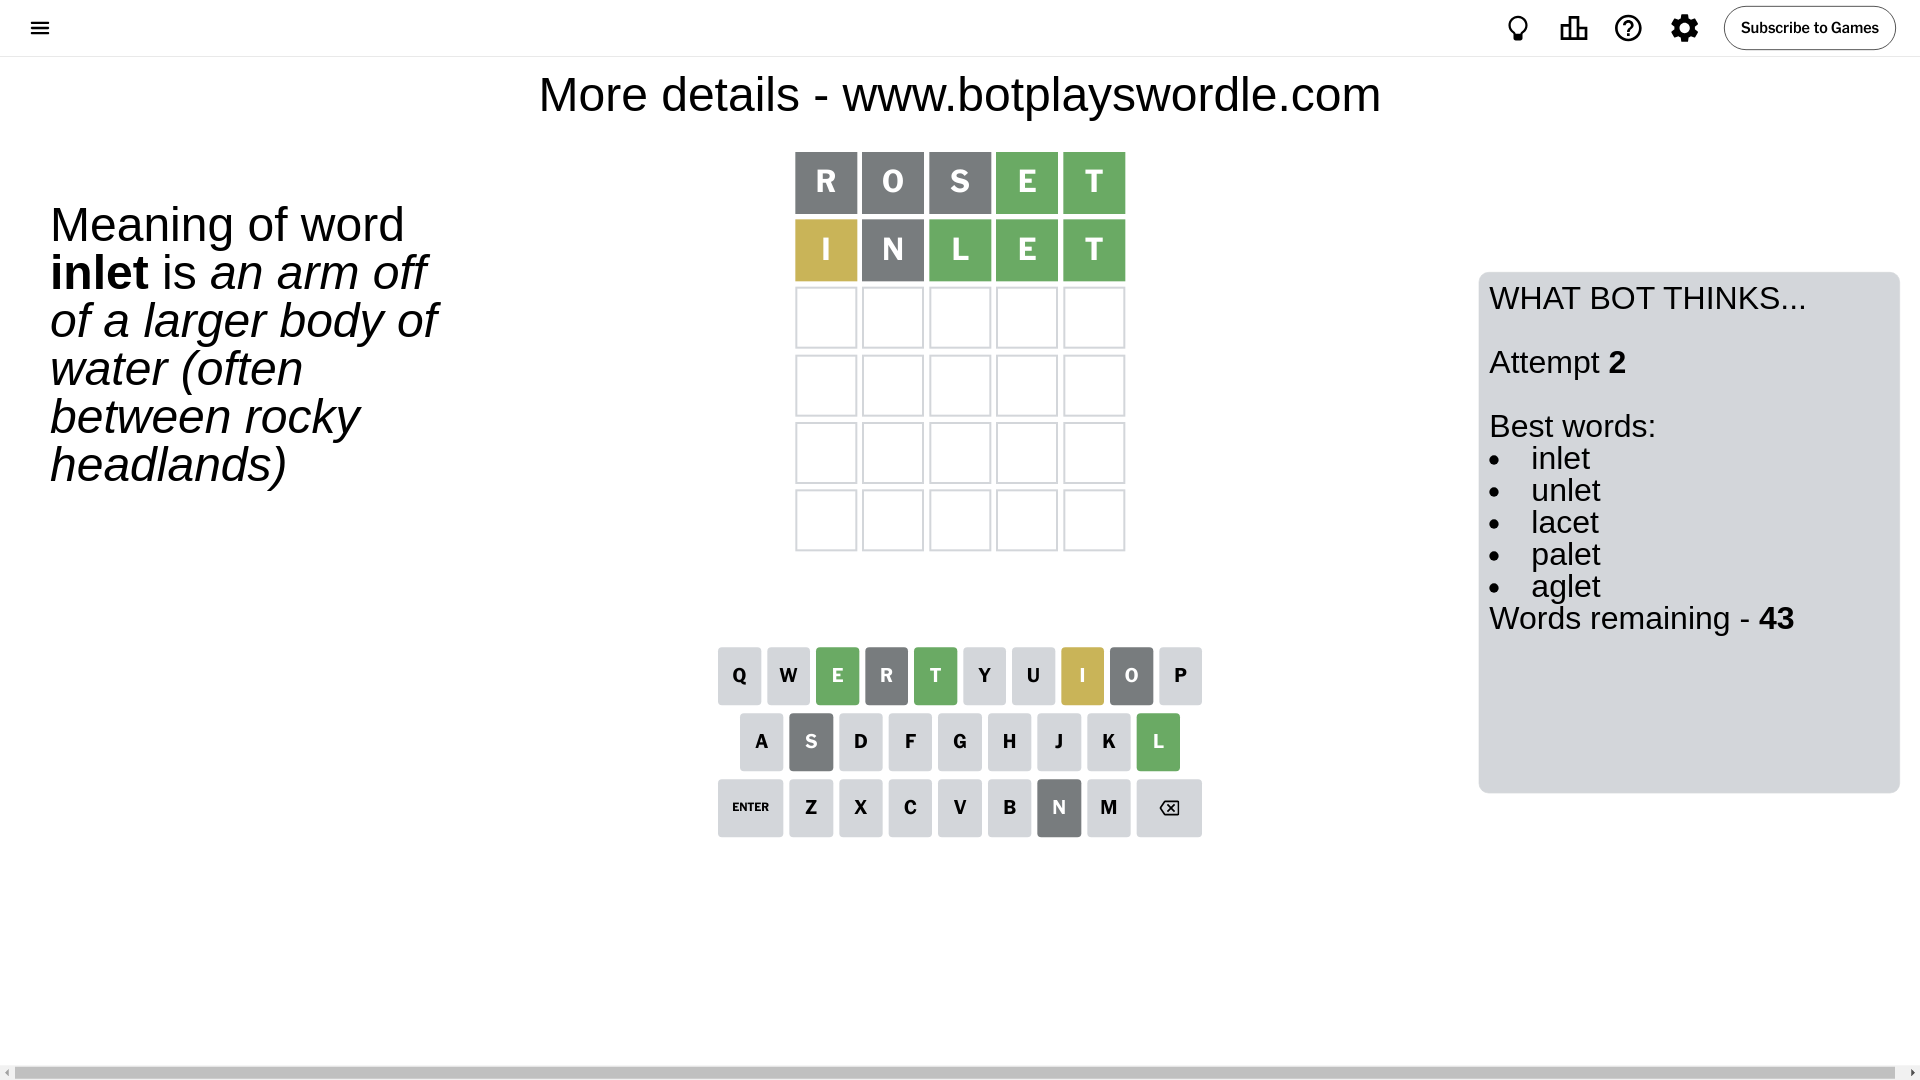 Subscribe to Games
More details - www.botplayswordle.com
Meaning of word
inlet is an arm off
of a larger body of
water (often
between rocky
headlands)
R O S E T
I N L E T
WHAT BOT THINKS...
Attempt 2
Best words:
• inlet
• unlet
• lacet
• palet
• aglet
Words remaining - 43
Q W E R T Y U I O P
A S D F G H J K L
ENTER Z X C V B N M